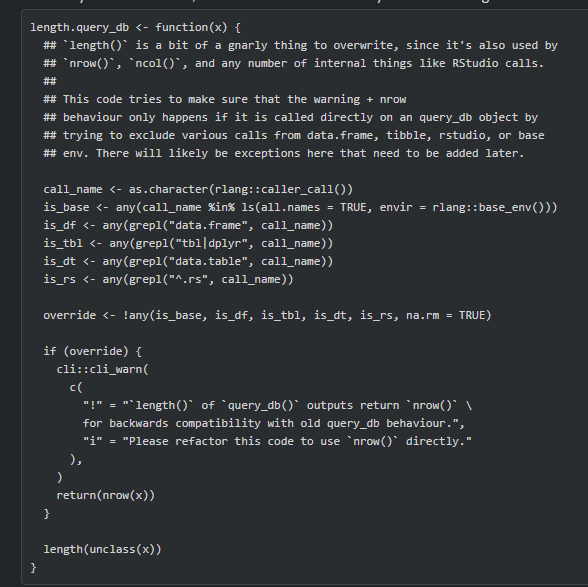 length.query_db <- function(x) {
  ## `length()` is a bit of a gnarly thing to overwrite, since it's also used by
  ## `nrow()`, `ncol()`, and any number of internal things like RStudio calls.
  ##
  ## This code tries to make sure that the warning + nrow
  ## behaviour only happens if it is called directly on an query_db object by
  ## trying to exclude various calls from data.frame, tibble, rstudio, or base
  ## env. There will likely be exceptions here that need to be added later.

  call_name <- as.character(rlang::caller_call())
  is_base <- any(call_name %in% ls(all.names = TRUE, envir = rlang::base_env()))
  is_df <- any(grepl("data.frame", call_name))
  is_tbl <- any(grepl("tbl|dplyr", call_name))
  is_dt <- any(grepl("data.table", call_name))
  is_rs <- any(grepl("^.rs", call_name))

  override <- !any(is_base, is_df, is_tbl, is_dt, is_rs, na.rm = TRUE)

  if (override) {
    cli::cli_warn(
      c(
        "!" = "`length()` of `query_db()` outputs return `nrow()` \
        for backwards compatibility with old query_db behaviour.",
        "i" = "Please refactor this code to use `nrow()` directly."
      ),
    )
    return(nrow(x))
  }

  length(unclass(x))
}